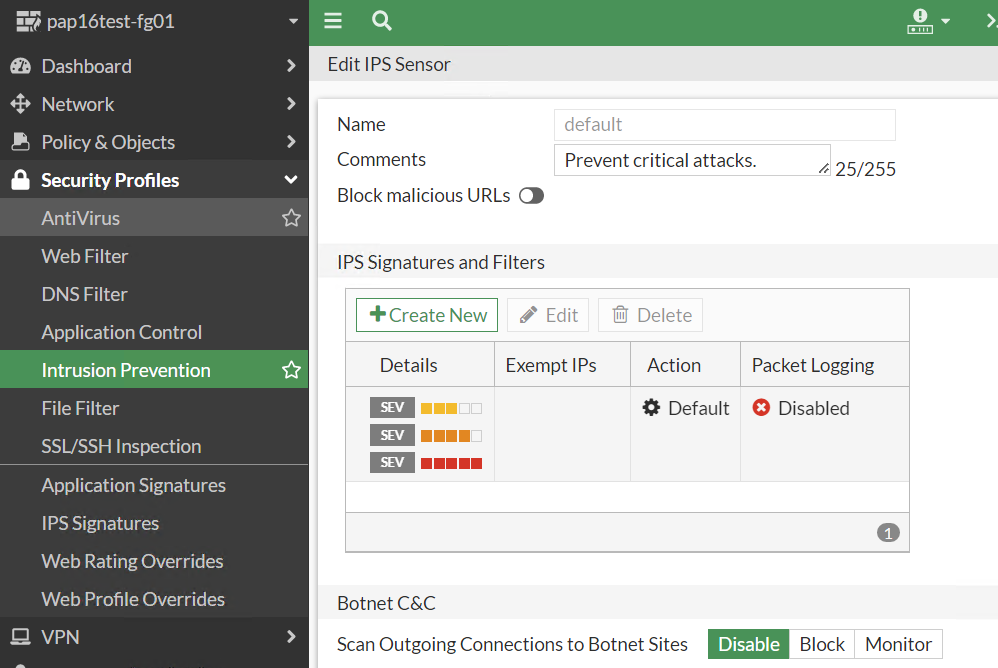 pap16test-fg01
Dashboard
Network
Policy & Objects
Security Profiles
AntiVirus
Web Filter
DNS Filter
Application Control
Intrusion Prevention
File Filter
SSL/SSH Inspection
Application Signatures
IPS Signatures
Web Rating Overrides
Web Profile Overrides
VPN
Edit IPS Sensor
Name default
Comments Prevent critical attacks. 25/255
Block malicious URLs
IPS Signatures and Filters
Create New Edit Delete
Details Exempt IPs Action Packet Logging
SEV Default Disabled
SEV
SEV
1
Botnet C&C
Scan Outgoing Connections to Botnet Sites Disable Block Monitor